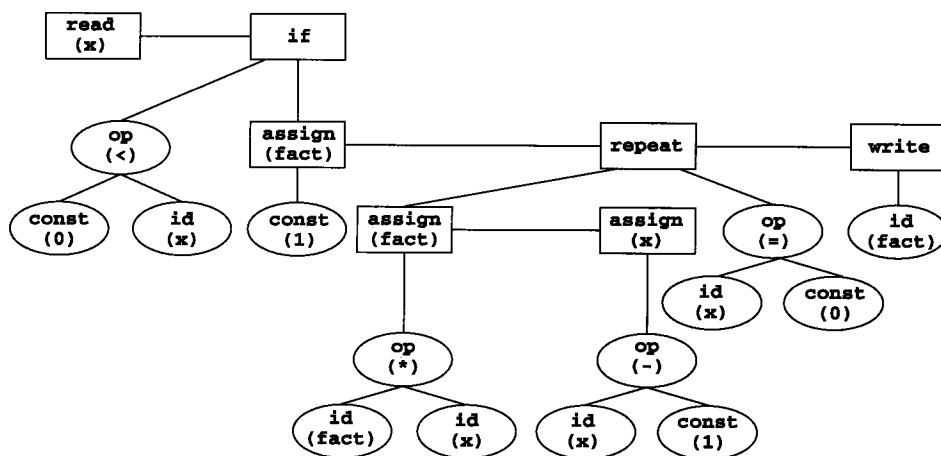 read
(x)
if
op
(<)
assign
(fact)
repeat
write
const
(0)
id
(x)
const
(1)
assign
(fact)
assign
(x)
op
(=)
id
(fact)
id
(x)
const
(0)
op
(*)
op
(-)
id
(fact)
id
(x)
id
(x)
const
(1)